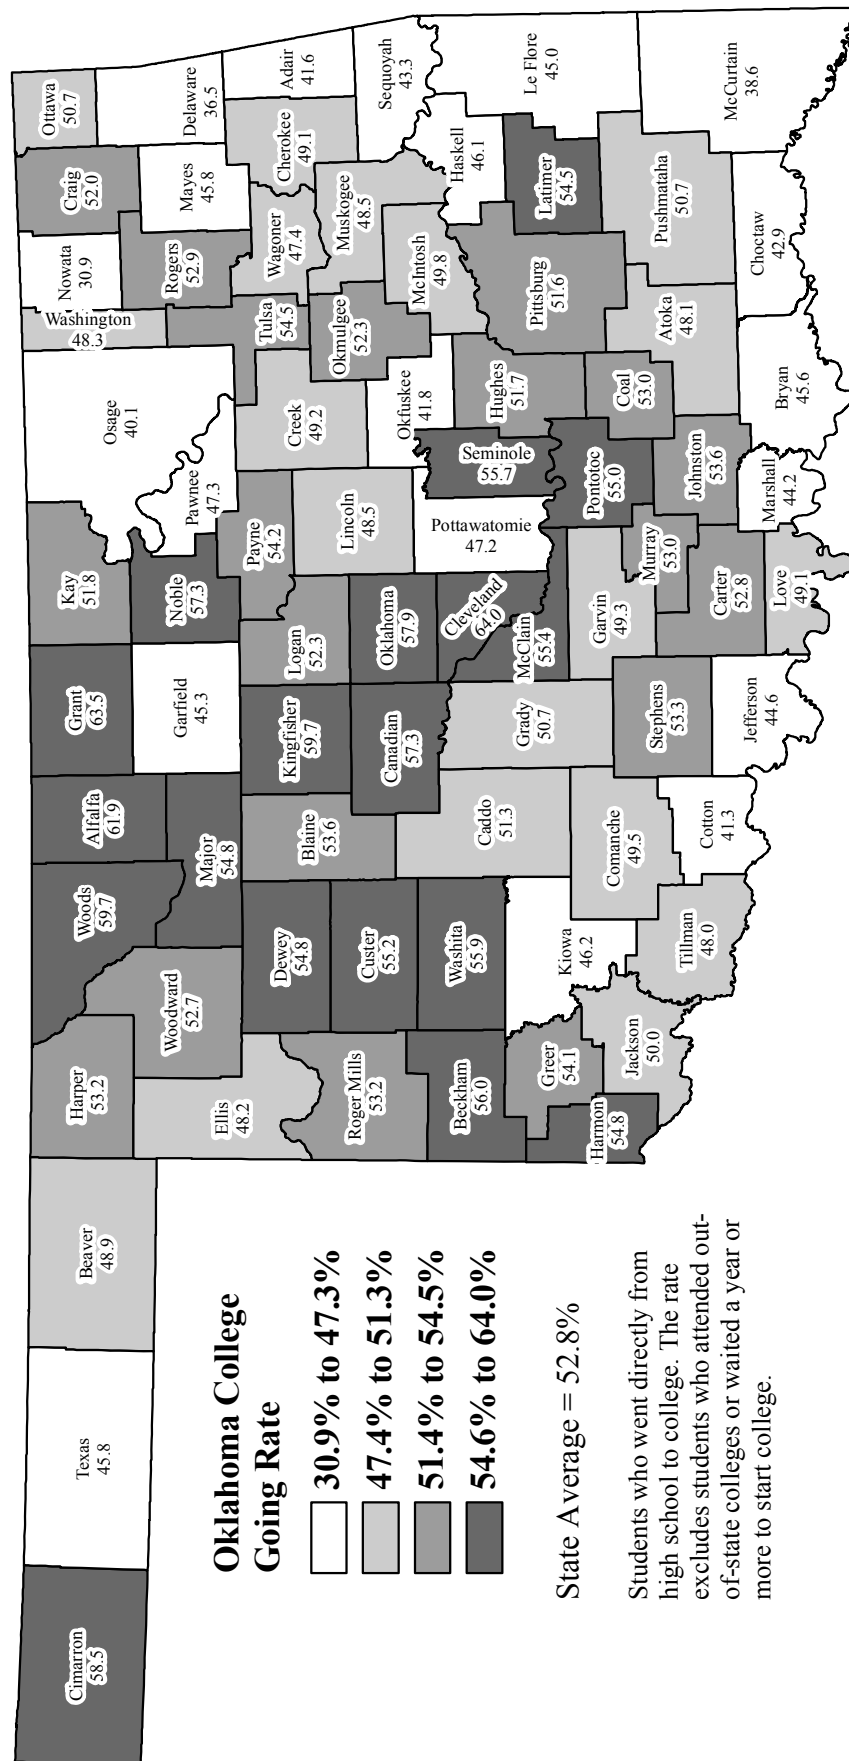 Cimarron
58.5
Texas
45.8
Beaver
48.9
Harper
53.2
Woods
59.7
Alfalfa
61.9
Grant
63.5
Kay
51.8
Osage
40.1
Washington
48.3
Nowata
30.9
Craig
52.0
Ottawa
50.7
Ellis
48.2
Woodward
52.7
Major
54.8
Garfield
45.3
Noble
57.3
Pawnee
47.3
Rogers
52.9
Mayes
45.8
Delaware
36.5
Roger Mills
53.2
Dewey
54.8
Blaine
53.6
Kingfisher
59.7
Logan
52.3
Payne
54.2
Creek
49.2
Tulsa
54.5
Wagoner
47.4
Cherokee
49.1
Adair
41.6
Beckham
56.0
Custer
55.2
Canadian
57.3
Oklahoma
57.9
Lincoln
48.5
Okfuskee
41.8
Okmulgee
52.3
Muskogee
48.5
Sequoyah
43.3
Washita
55.9
Caddo
51.3
Grady
50.7
Cleveland
64.0
McClain
55.4
Pottawatomie
47.2
Seminole
55.7
Hughes
51.7
McIntosh
49.8
Haskell
46.1
Le Flore
45.0
Harmon
54.8
Greer
54.1
Kiowa
46.2
Comanche
49.5
Garvin
49.3
Pontotoc
55.0
Coal
53.0
Pittsburg
51.6
Latimer
54.5
Jackson
50.0
Tillman
48.0
Cotton
41.3
Stephens
53.3
Murray
53.0
Johnston
53.6
Atoka
48.1
Pushmataha
50.7
McCurtain
38.6
Jefferson
44.6
Carter
52.8
Love
49.1
Marshall
44.2
Bryan
45.6
Choctaw
42.9
Oklahoma College
Going Rate
30.9% to 47.3%
47.4% to 51.3%
51.4% to 54.5%
54.6% to 64.0%
State Average = 52.8%
Students who went directly from
high school to college. The rate
excludes students who attended out-
of-state colleges or waited a year or
more to start college.